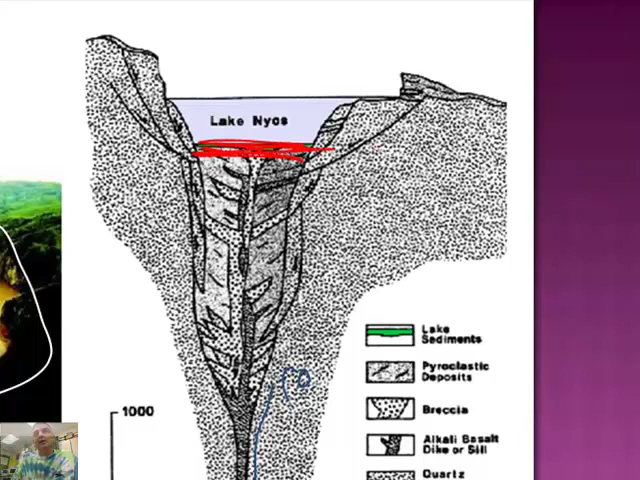 Lake Nyos
Lake
Sediments
Pyroclastic
Deposits
Breccia
Alkali Basalt
Dike or Sill
Quartz
1000